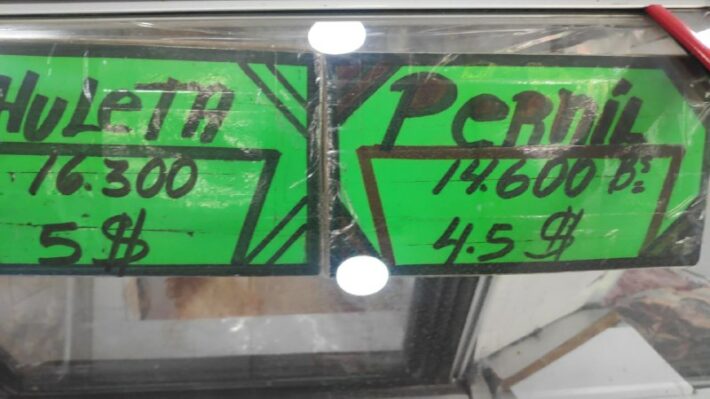 HULeTA
16.300
5 $
PeRNiL
14.600 Bs
4.5 $